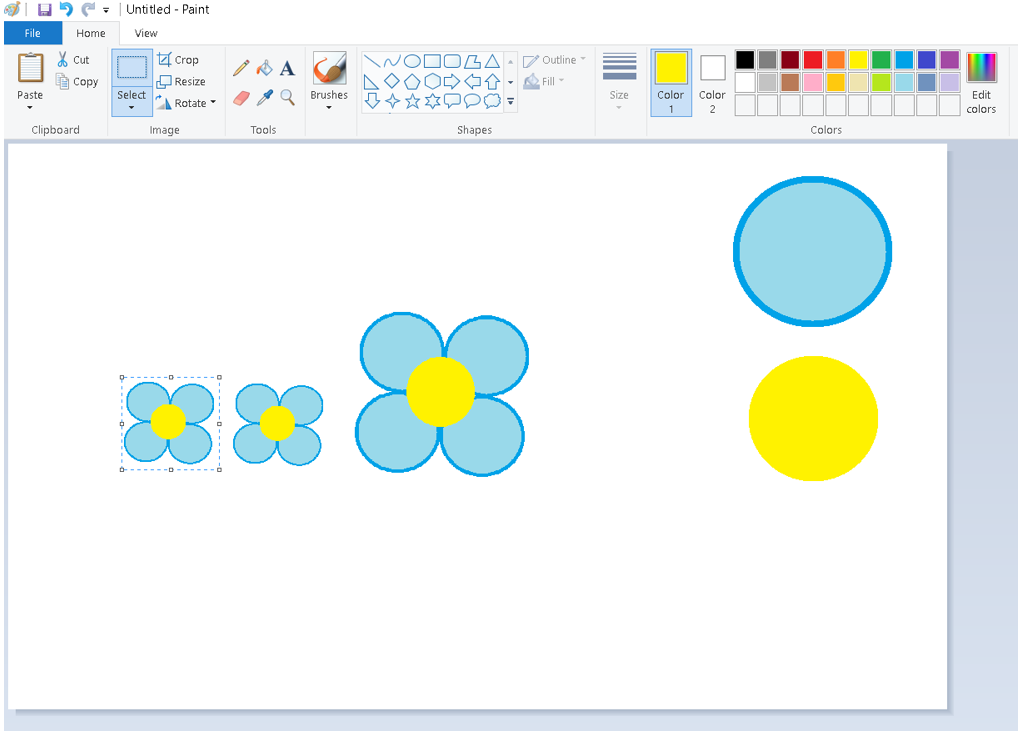 Untitled - Paint
File Home View
Paste
Cut
Copy
Clipboard
Select
Crop
Resize
Rotate
Image
A
Tools
Brushes
Outline
Fill
Shapes
Size
Color 1
Color 2
Edit colors
Colors